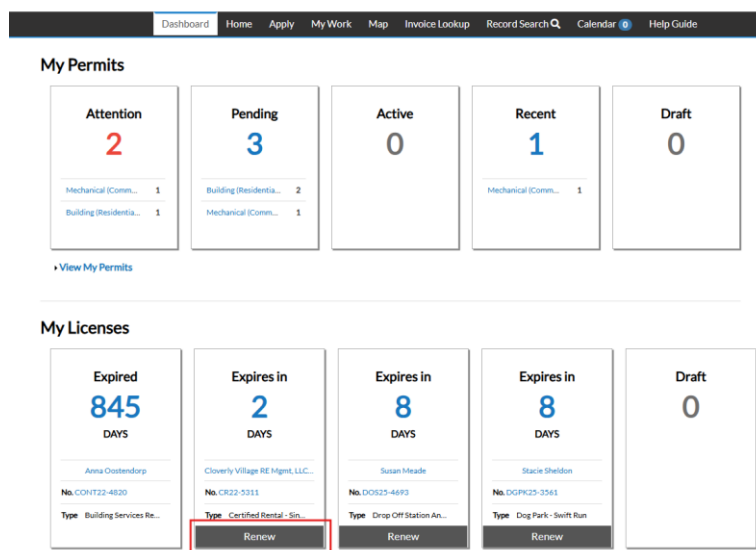 Dashboard Home Apply My Work Map Invoice Lookup Record Search Calendar 0 Help Guide
My Permits
Attention
2
Mechanical (Comm... 1
Building (Residentia... 1
Pending
3
Building (Residentia... 2
Mechanical (Comm... 1
Active
0
Recent
1
Mechanical (Comm... 1
Draft
0
View My Permits
My Licenses
Expired
845
DAYS
Anna Oostendorp
No. CONT22-4820
Type Building Services Re...
Expires in
2
DAYS
Cloverly Village RE Mgmt, LLC...
No. CR22-5311
Type Certified Rental - Sin...
Renew
Expires in
8
DAYS
Susan Meade
No. DOS25-4693
Type Drop Off Station An...
Renew
Expires in
8
DAYS
Stacie Sheldon
No. DGPK25-3561
Type Dog Park - Swift Run
Renew
Draft
0